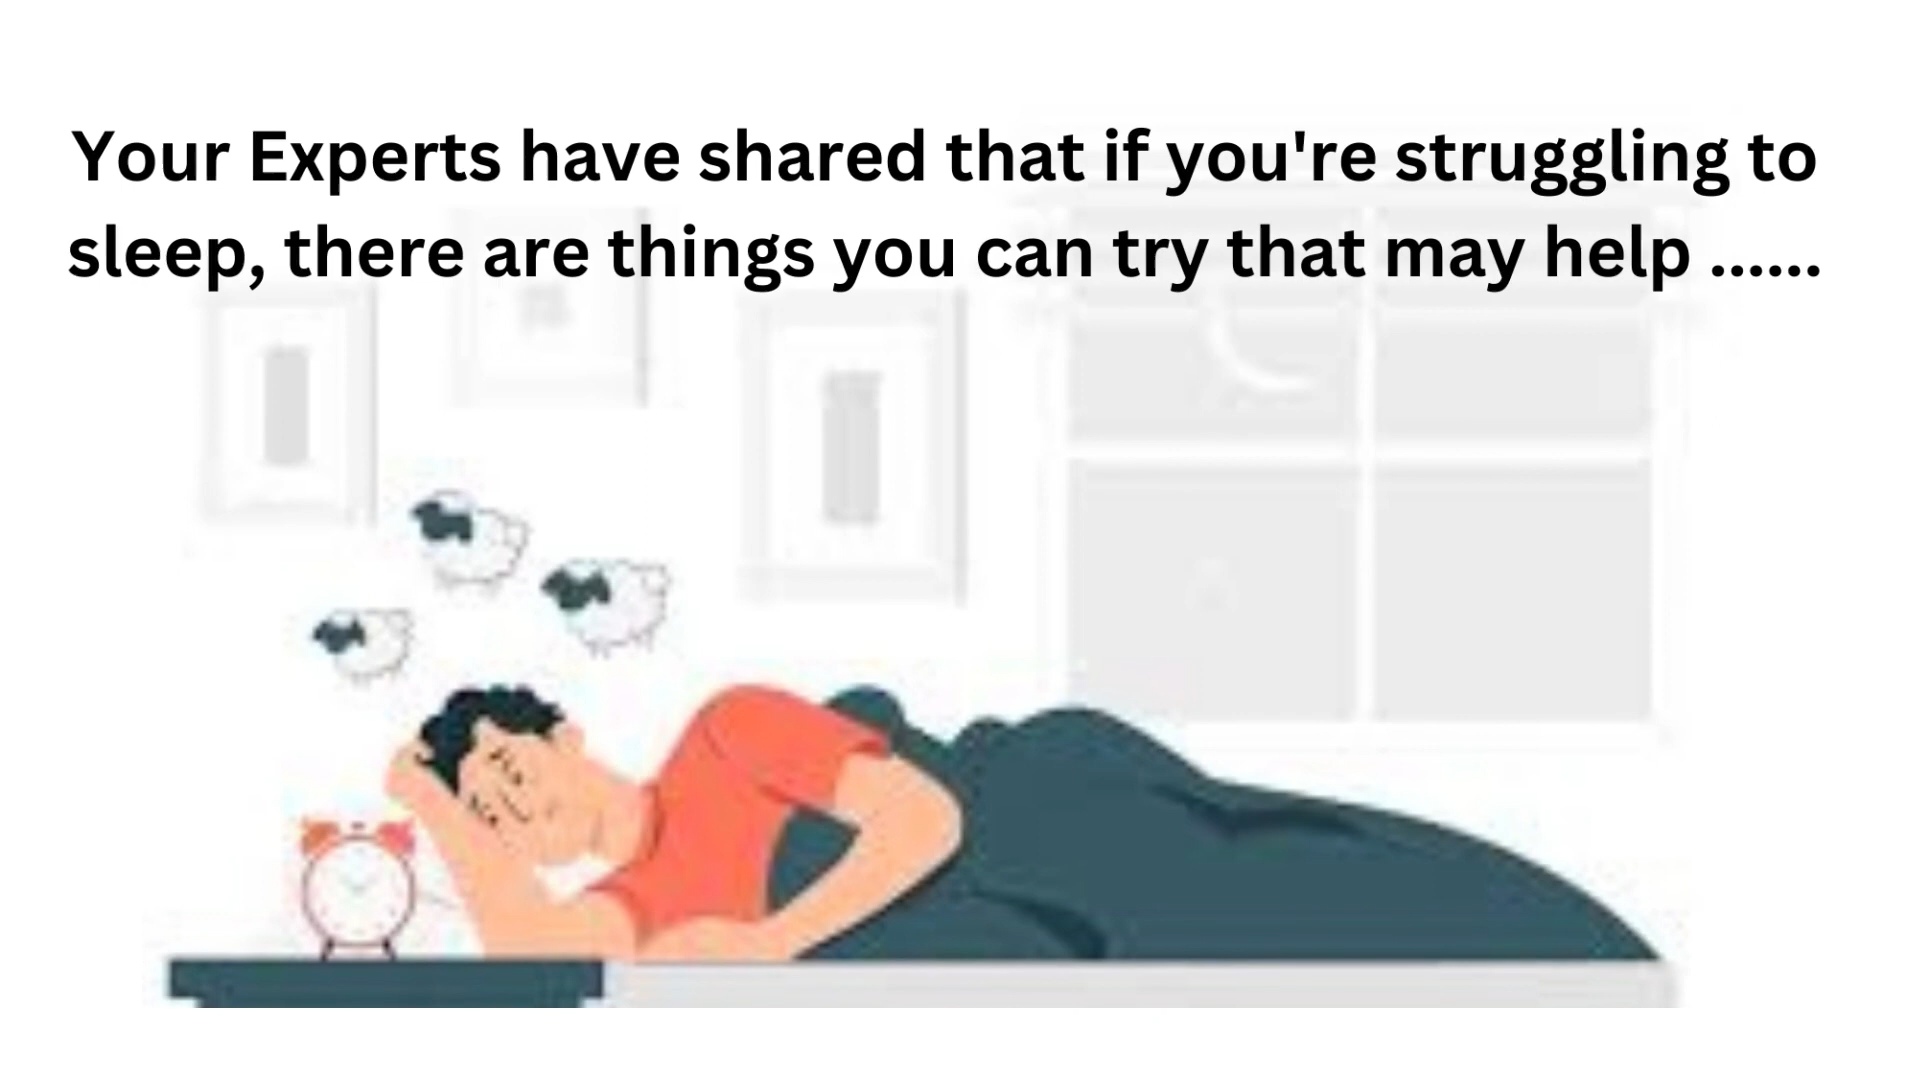 Your Experts have shared that if you're struggling to
sleep, there are things you can try that may help ......